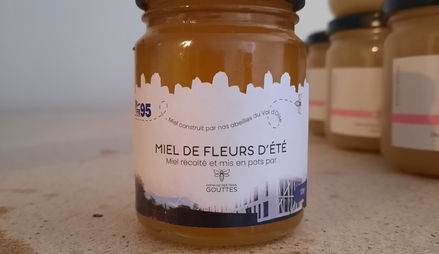 95
Miel construit par nos abeilles du Val d'Oise
MIEL DE FLEURS D'ÉTÉ
Miel récolté et mis en pots par
GOUTTES